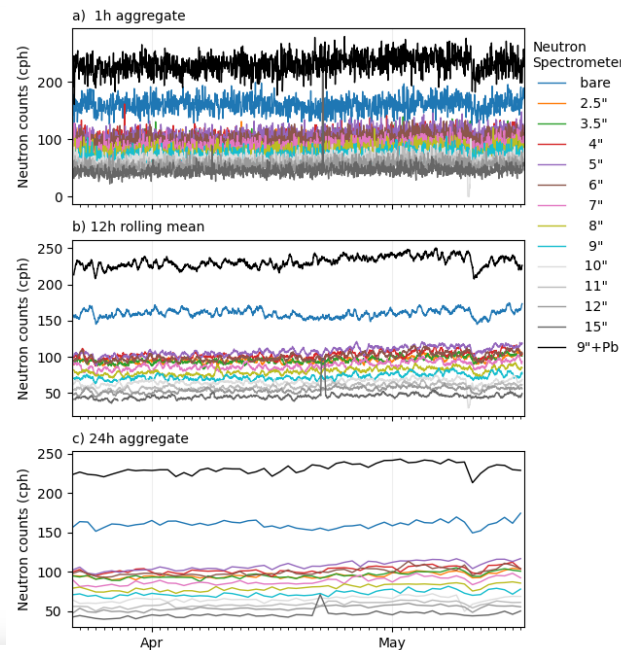 a)  1h aggregate
Neutron counts (cph)
200
100
0
b) 12h rolling mean
Neutron counts (cph)
250
200
150
100
50
c) 24h aggregate
Neutron counts (cph)
250
200
150
100
50
Apr May
Neutron
Spectrometer
bare
2.5"
3.5"
4"
5"
6"
7"
8"
9"
10"
11"
12"
15"
9"+Pb